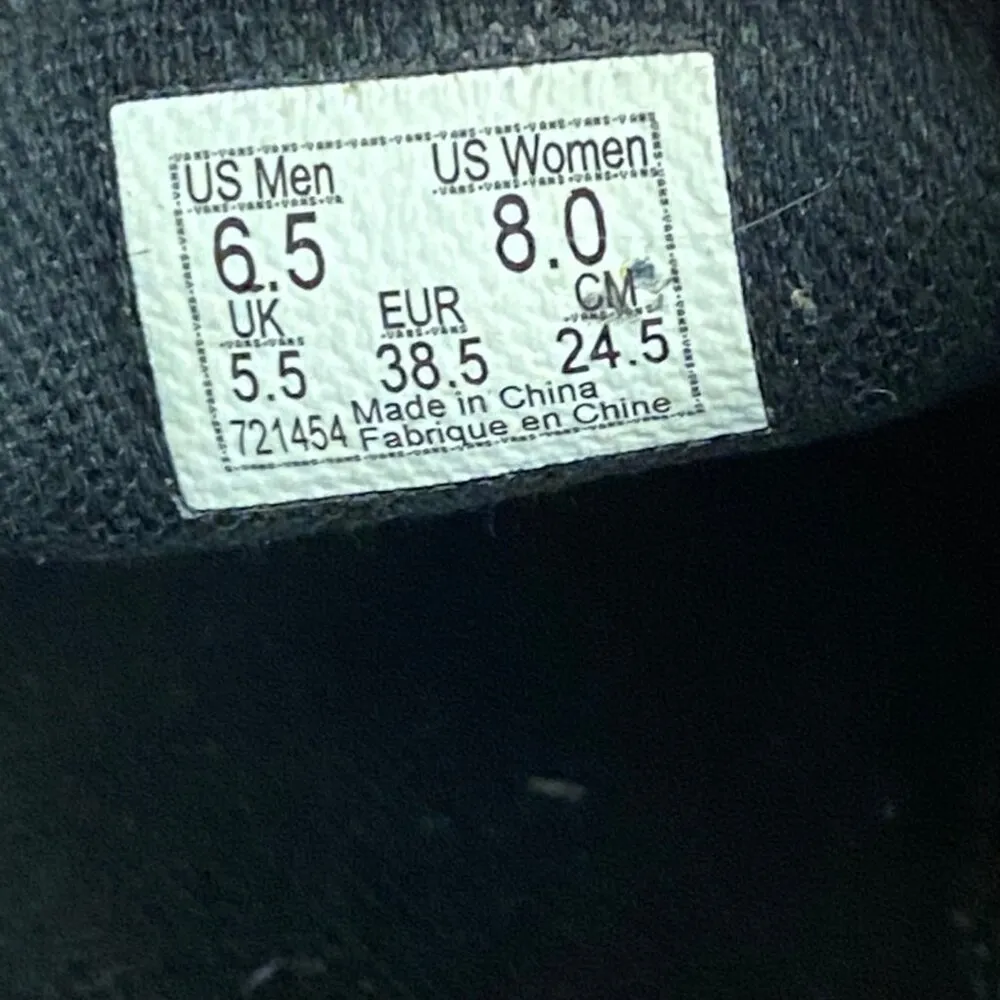 US Men US Women
6.5 8.0
UK EUR CM
5.5 38.5 24.5
721454 Made in China
Fabrique en Chine